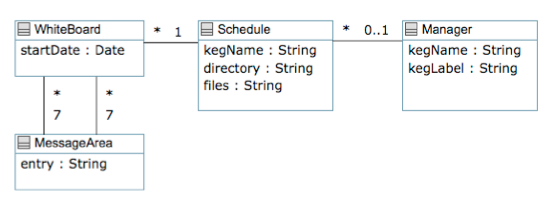 WhiteBoard
startDate : Date
* 1
Schedule
kegName : String
directory : String
files : String
* 0..1
Manager
kegName : String
kegLabel : String
* *
7 7
MessageArea
entry : String